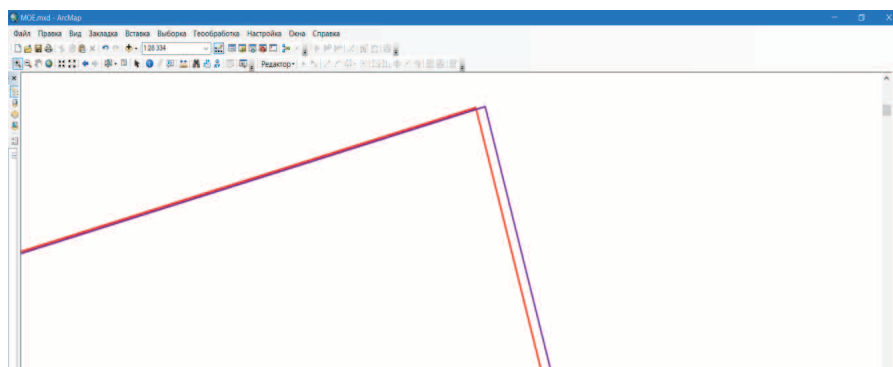 MOE.mxd - ArcMap
Файл Правка Вид Закладка Вставка Выборка Геообработка Настройка Окна Справка
1:28 334
Редактор